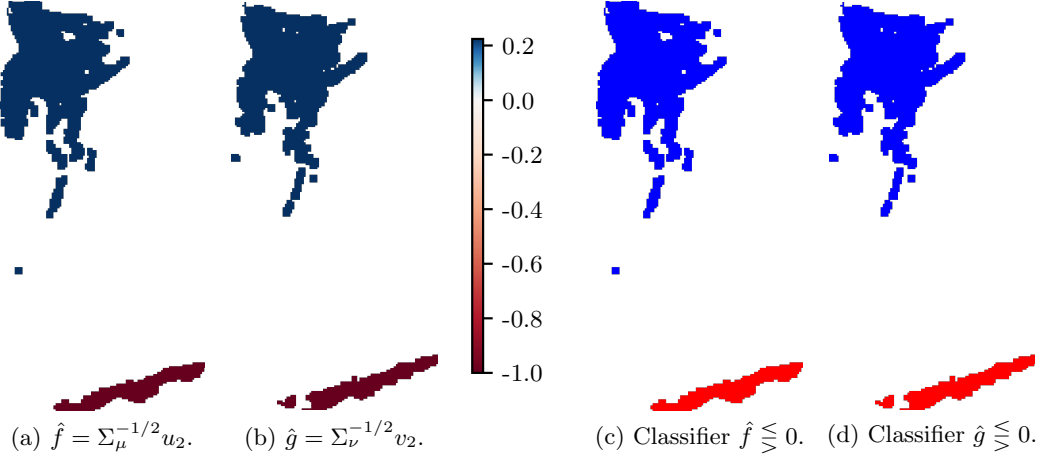 0.2
0.0
-0.2
-0.4
-0.6
-0.8
-1.0
(a) $\hat{f} = \Sigma_{\mu}^{-1/2} u_2$.
(b) $\hat{g} = \Sigma_{\nu}^{-1/2} v_2$.
(c) Classifier $\hat{f} \lesseqgtr 0$.
(d) Classifier $\hat{g} \lesseqgtr 0$.